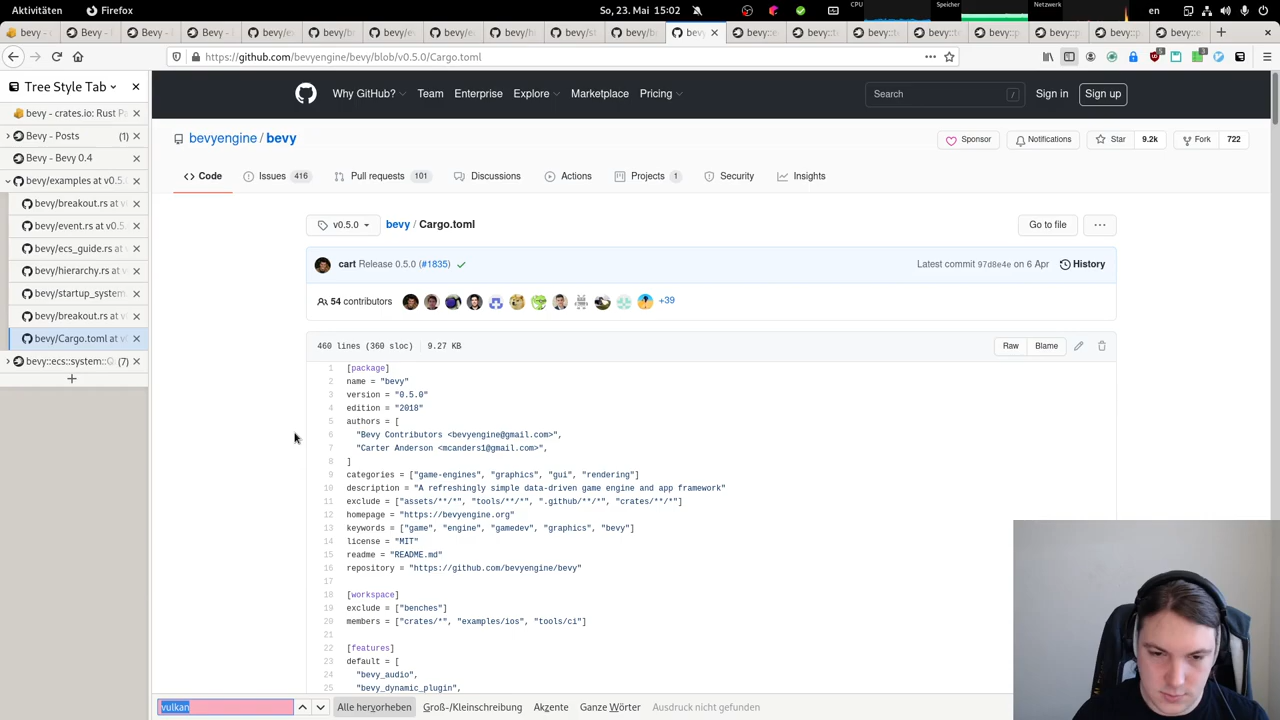 Aktivitäten Firefox So, 23. Mai 15:02 CPU Speicher Netzwerk en
https://github.com/bevyengine/bevy/blob/v0.5.0/Cargo.toml
Tree Style Tab
bevy - crates.io: Rust Pa
Bevy - Posts (1)
Bevy - Bevy 0.4
bevy/examples at v0.5.
bevy/breakout.rs at v
bevy/event.rs at v0.5.
bevy/ecs_guide.rs at
bevy/hierarchy.rs at
bevy/startup_system
bevy/breakout.rs at v
bevy/Cargo.toml at v
bevy::ecs::system::Q (7)
Why GitHub? Team Enterprise Explore Marketplace Pricing Search / Sign in Sign up
bevyengine / bevy Sponsor Notifications Star 9.2k Fork 722
Code Issues 416 Pull requests 101 Discussions Actions Projects 1 Security Insights
v0.5.0 bevy / Cargo.toml Go to file
cart Release 0.5.0 (#1835) Latest commit 97d8e4e on 6 Apr History
54 contributors +39
460 lines (360 sloc) 9.27 KB Raw Blame
1 [package]
2 name = "bevy"
3 version = "0.5.0"
4 edition = "2018"
5 authors = [
6 "Bevy Contributors <bevyengine@gmail.com>",
7 "Carter Anderson <mcanders1@gmail.com>",
8 ]
9 categories = ["game-engines", "graphics", "gui", "rendering"]
10 description = "A refreshingly simple data-driven game engine and app framework"
11 exclude = ["assets/**/*", "tools/**/*", ".github/**/*", "crates/**/*"]
12 homepage = "https://bevyengine.org"
13 keywords = ["game", "engine", "gamedev", "graphics", "bevy"]
14 license = "MIT"
15 readme = "README.md"
16 repository = "https://github.com/bevyengine/bevy"
17
18 [workspace]
19 exclude = ["benches"]
20 members = ["crates/*", "examples/ios", "tools/ci"]
21
22 [features]
23 default = [
24 "bevy_audio",
25 "bevy_dynamic_plugin",
vulkan Alle hervorheben Groß-/Kleinschreibung Akzente Ganze Wörter Ausdruck nicht gefunden